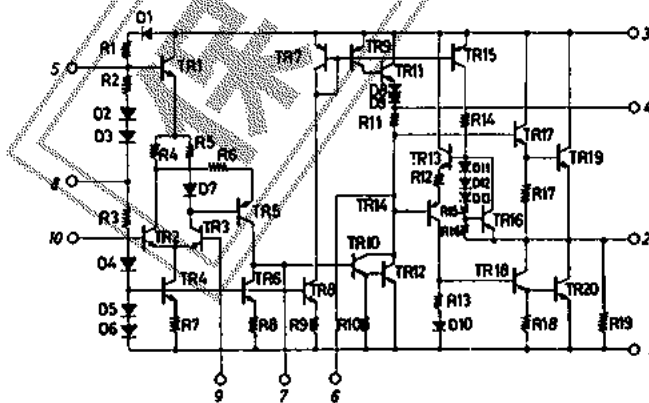 D1 3
R1 TR7 TR9 TR15
5 TR1 TR11
R2
D2 4
D3 R11 R14 TR17
R4 R5 R6 TR13 D11 TR19
8 D7 R12 D12
R3 TR5 TR14 D13 R17
10 TR2 TR3 TR16 2
D4 TR10
TR4 TR6 TR8 TR12 TR18 TR20
D5 R13
D6 R7 R8 R9 R10 D10 R18 R19
9 7 6